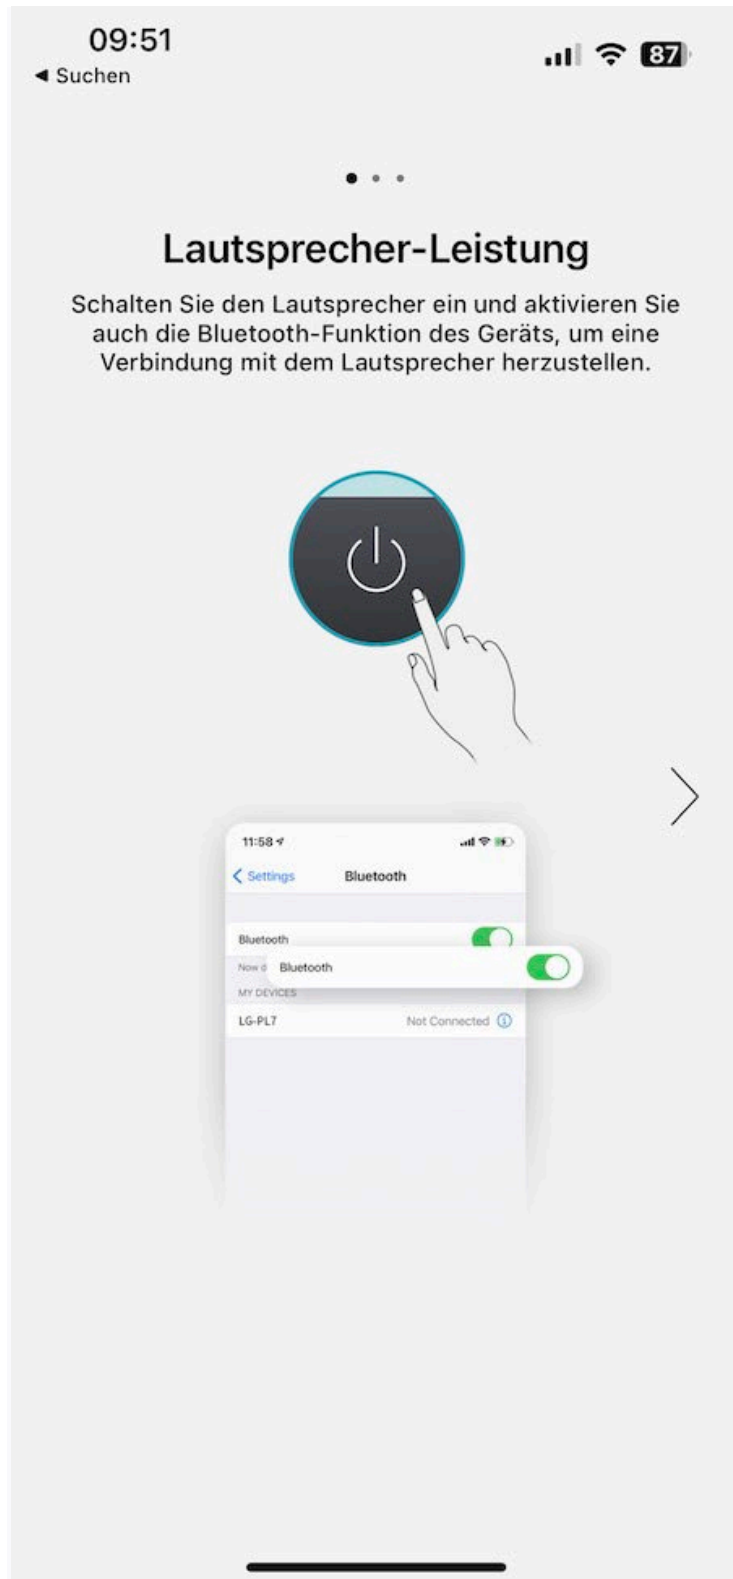 09:51
87
◀ Suchen
Lautsprecher-Leistung
Schalten Sie den Lautsprecher ein und aktivieren Sie
auch die Bluetooth-Funktion des Geräts, um eine
Verbindung mit dem Lautsprecher herzustellen.
11:58
Settings Bluetooth
Bluetooth
Now d
Bluetooth
MY DEVICES
LG-PL7 Not Connected